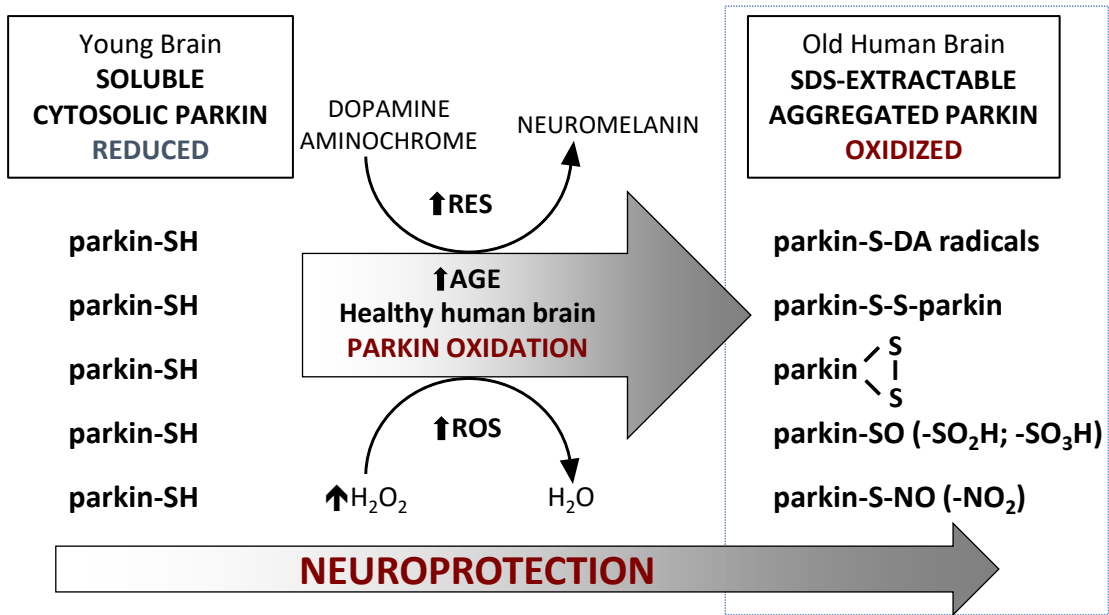 Young Brain
SOLUBLE
CYTOSOLIC PARKIN
REDUCED
parkin-SH
parkin-SH
parkin-SH
parkin-SH
parkin-SH
DOPAMINE
AMINOCHROME
NEUROMELANIN
⬆RES
⬆AGE
Healthy human brain
PARKIN OXIDATION
⬆ROS
⬆H₂O₂
H₂O
Old Human Brain
SDS-EXTRACTABLE
AGGREGATED PARKIN
OXIDIZED
parkin-S-DA radicals
parkin-S-S-parkin
S
parkin
S
parkin-SO (-SO₂H; -SO₃H)
parkin-S-NO (-NO₂)
NEUROPROTECTION